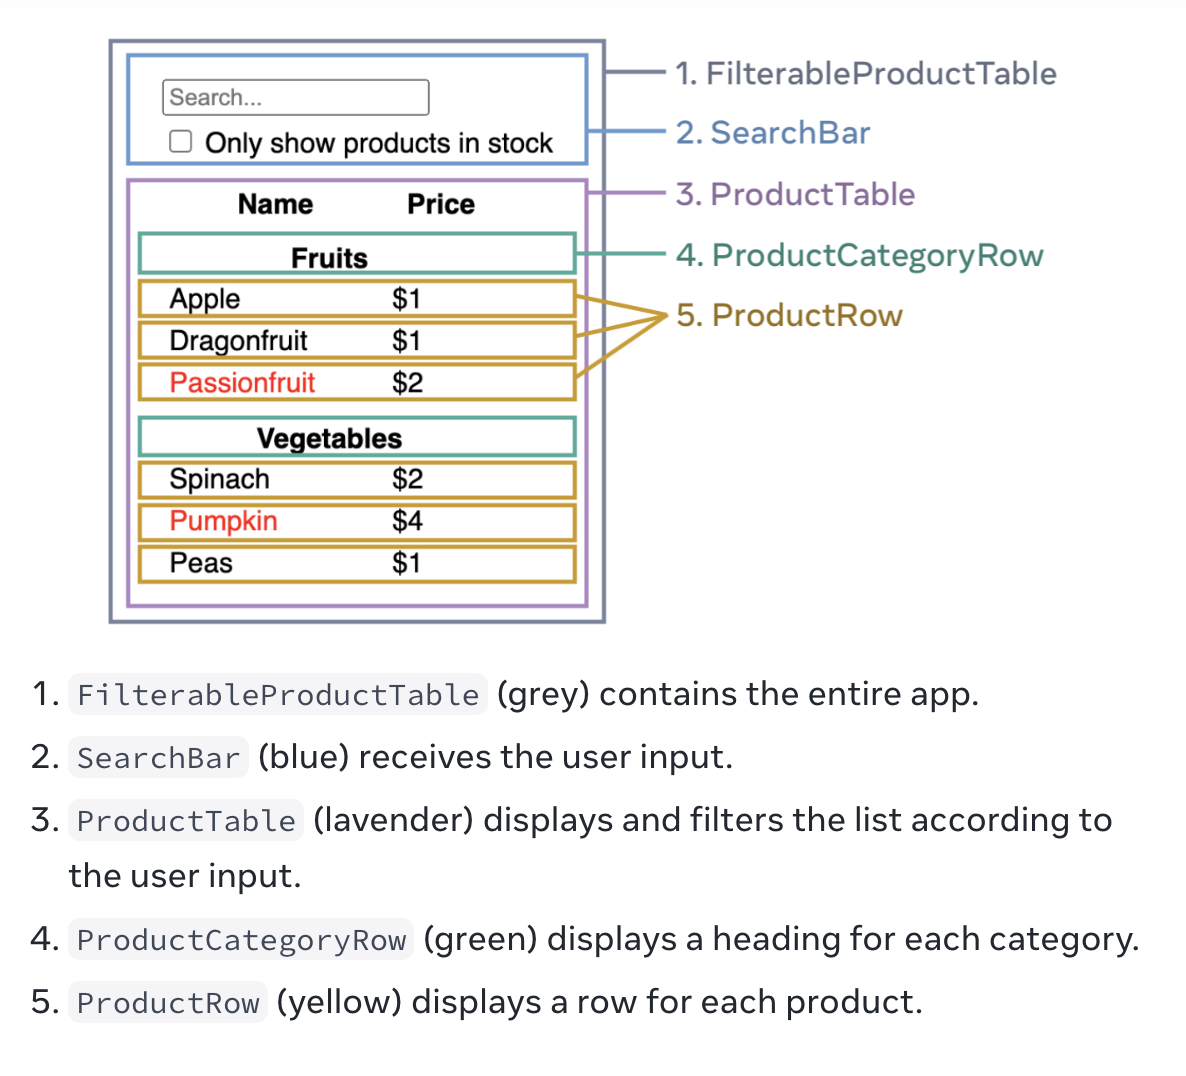 Search...
Only show products in stock
Name Price
Fruits
Apple $1
Dragonfruit $1
Passionfruit $2
Vegetables
Spinach $2
Pumpkin $4
Peas $1
1. FilterableProductTable
2. SearchBar
3. ProductTable
4. ProductCategoryRow
5. ProductRow
1. FilterableProductTable (grey) contains the entire app.
2. SearchBar (blue) receives the user input.
3. ProductTable (lavender) displays and filters the list according to
the user input.
4. ProductCategoryRow (green) displays a heading for each category.
5. ProductRow (yellow) displays a row for each product.